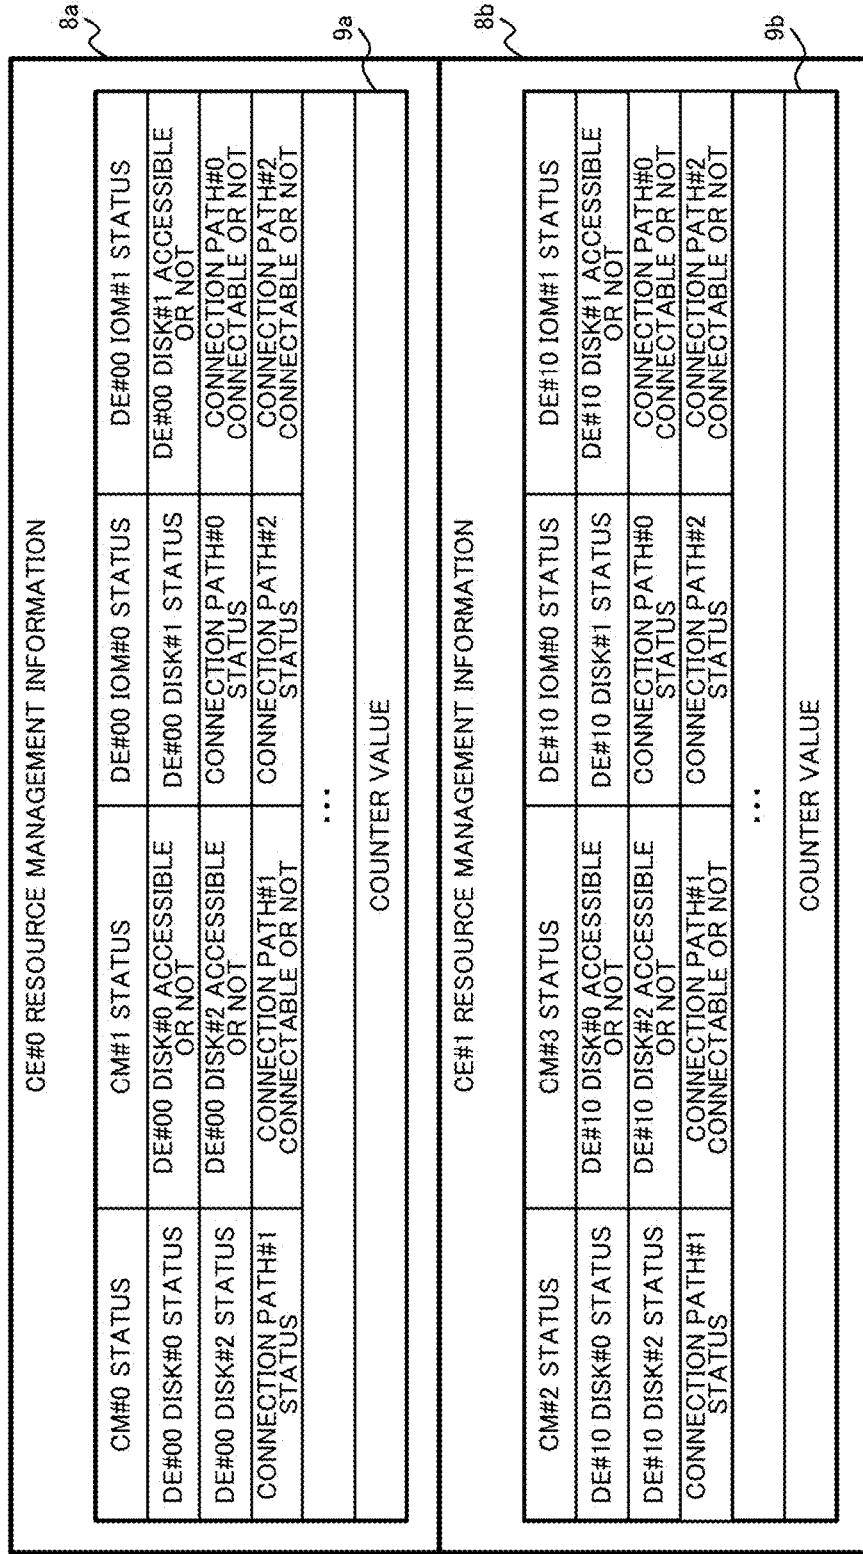 CE#0 RESOURCE MANAGEMENT INFORMATION
8a
CM#0 STATUS
CM#1 STATUS
DE#00 IOM#0 STATUS
DE#00 IOM#1 STATUS
DE#00 DISK#0 STATUS
DE#00 DISK#0 ACCESSIBLE
OR NOT
DE#00 DISK#1 STATUS
DE#00 DISK#1 ACCESSIBLE
OR NOT
DE#00 DISK#2 STATUS
DE#00 DISK#2 ACCESSIBLE
OR NOT
CONNECTION PATH#0
STATUS
CONNECTION PATH#0
CONNECTABLE OR NOT
CONNECTION PATH#1
STATUS
CONNECTION PATH#1
CONNECTABLE OR NOT
CONNECTION PATH#2
STATUS
CONNECTION PATH#2
CONNECTABLE OR NOT
...
COUNTER VALUE
9a
CE#1 RESOURCE MANAGEMENT INFORMATION
8b
CM#2 STATUS
CM#3 STATUS
DE#10 IOM#0 STATUS
DE#10 IOM#1 STATUS
DE#10 DISK#0 STATUS
DE#10 DISK#0 ACCESSIBLE
OR NOT
DE#10 DISK#1 STATUS
DE#10 DISK#1 ACCESSIBLE
OR NOT
DE#10 DISK#2 STATUS
DE#10 DISK#2 ACCESSIBLE
OR NOT
CONNECTION PATH#0
STATUS
CONNECTION PATH#0
CONNECTABLE OR NOT
CONNECTION PATH#1
STATUS
CONNECTION PATH#1
CONNECTABLE OR NOT
CONNECTION PATH#2
STATUS
CONNECTION PATH#2
CONNECTABLE OR NOT
...
COUNTER VALUE
9b